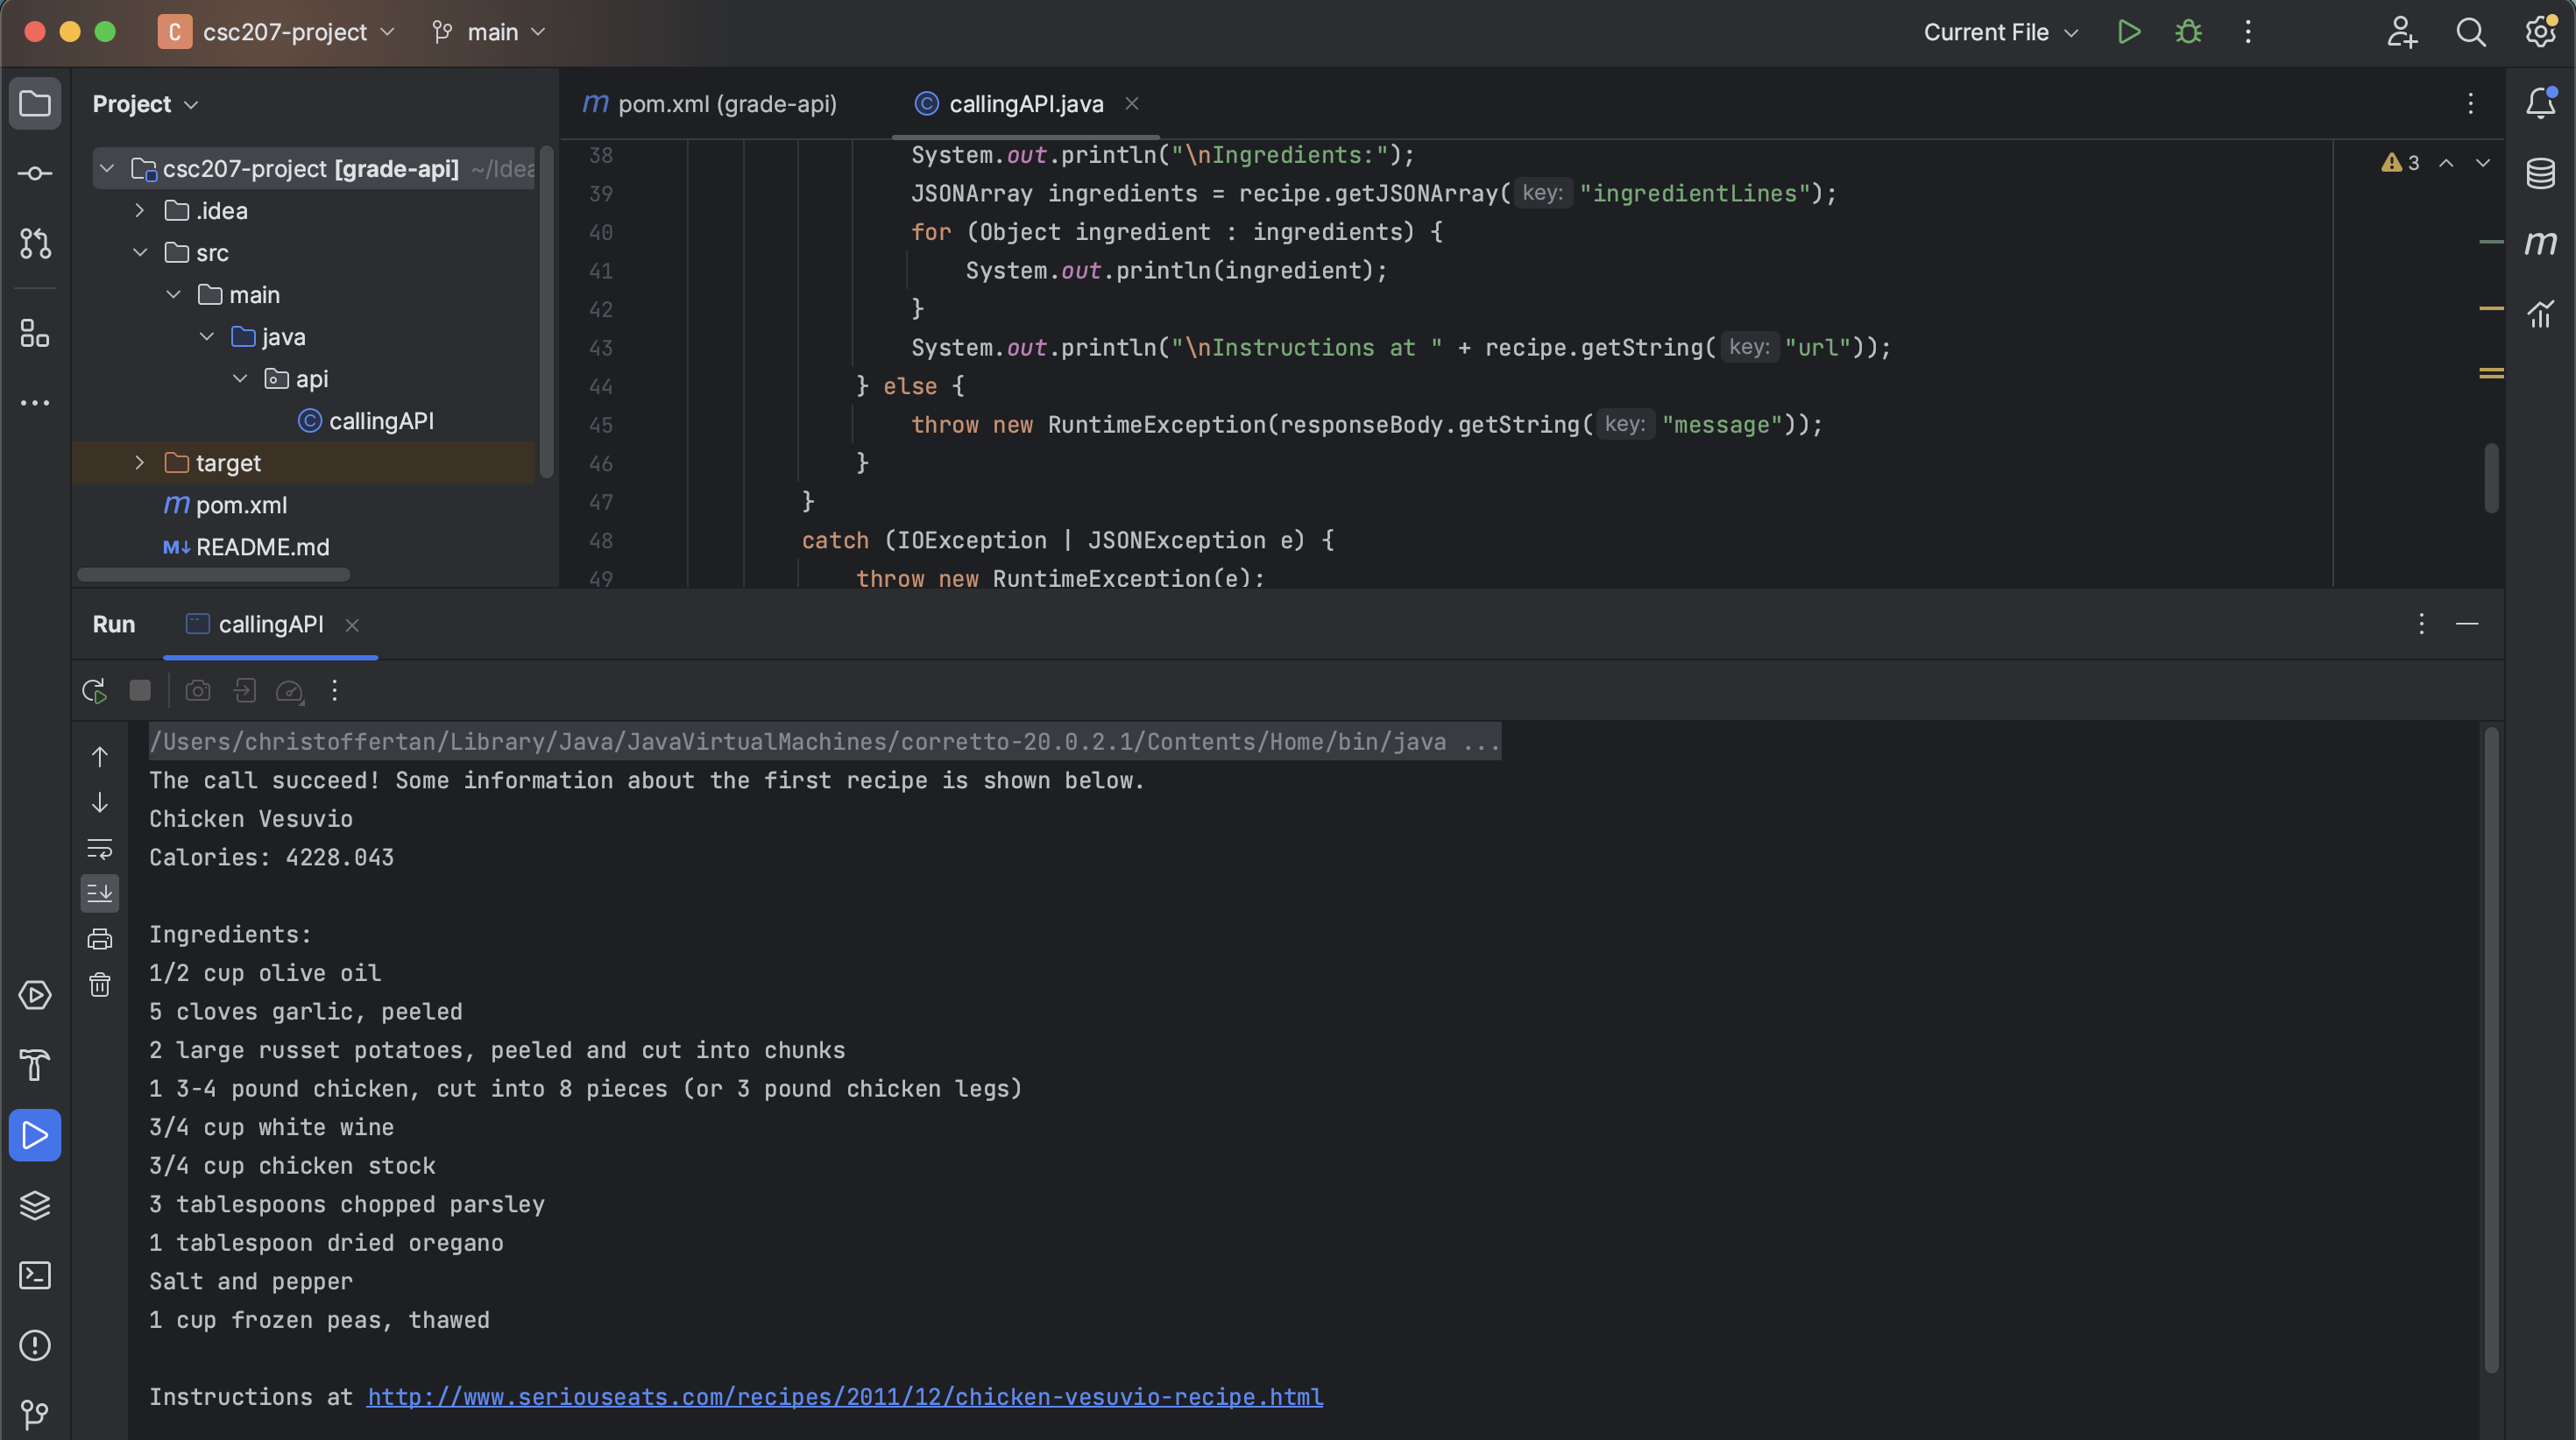 C csc207-project main Current File
Project
pom.xml (grade-api) callingAPI.java
csc207-project [grade-api] ~/Idea
.idea
src
main
java
api
callingAPI
target
pom.xml
README.md
3
38 System.out.println("\nIngredients:");
39 JSONArray ingredients = recipe.getJSONArray( key: "ingredientLines");
40 for (Object ingredient : ingredients) {
41 System.out.println(ingredient);
42 }
43 System.out.println("\nInstructions at " + recipe.getString( key: "url"));
44 } else {
45 throw new RuntimeException(responseBody.getString( key: "message"));
46 }
47 }
48 catch (IOException | JSONException e) {
49 throw new RuntimeException(e);
Run callingAPI
/Users/christoffertan/Library/Java/JavaVirtualMachines/corretto-20.0.2.1/Contents/Home/bin/java ...
The call succeed! Some information about the first recipe is shown below.
Chicken Vesuvio
Calories: 4228.043
Ingredients:
1/2 cup olive oil
5 cloves garlic, peeled
2 large russet potatoes, peeled and cut into chunks
1 3-4 pound chicken, cut into 8 pieces (or 3 pound chicken legs)
3/4 cup white wine
3/4 cup chicken stock
3 tablespoons chopped parsley
1 tablespoon dried oregano
Salt and pepper
1 cup frozen peas, thawed
Instructions at http://www.seriouseats.com/recipes/2011/12/chicken-vesuvio-recipe.html